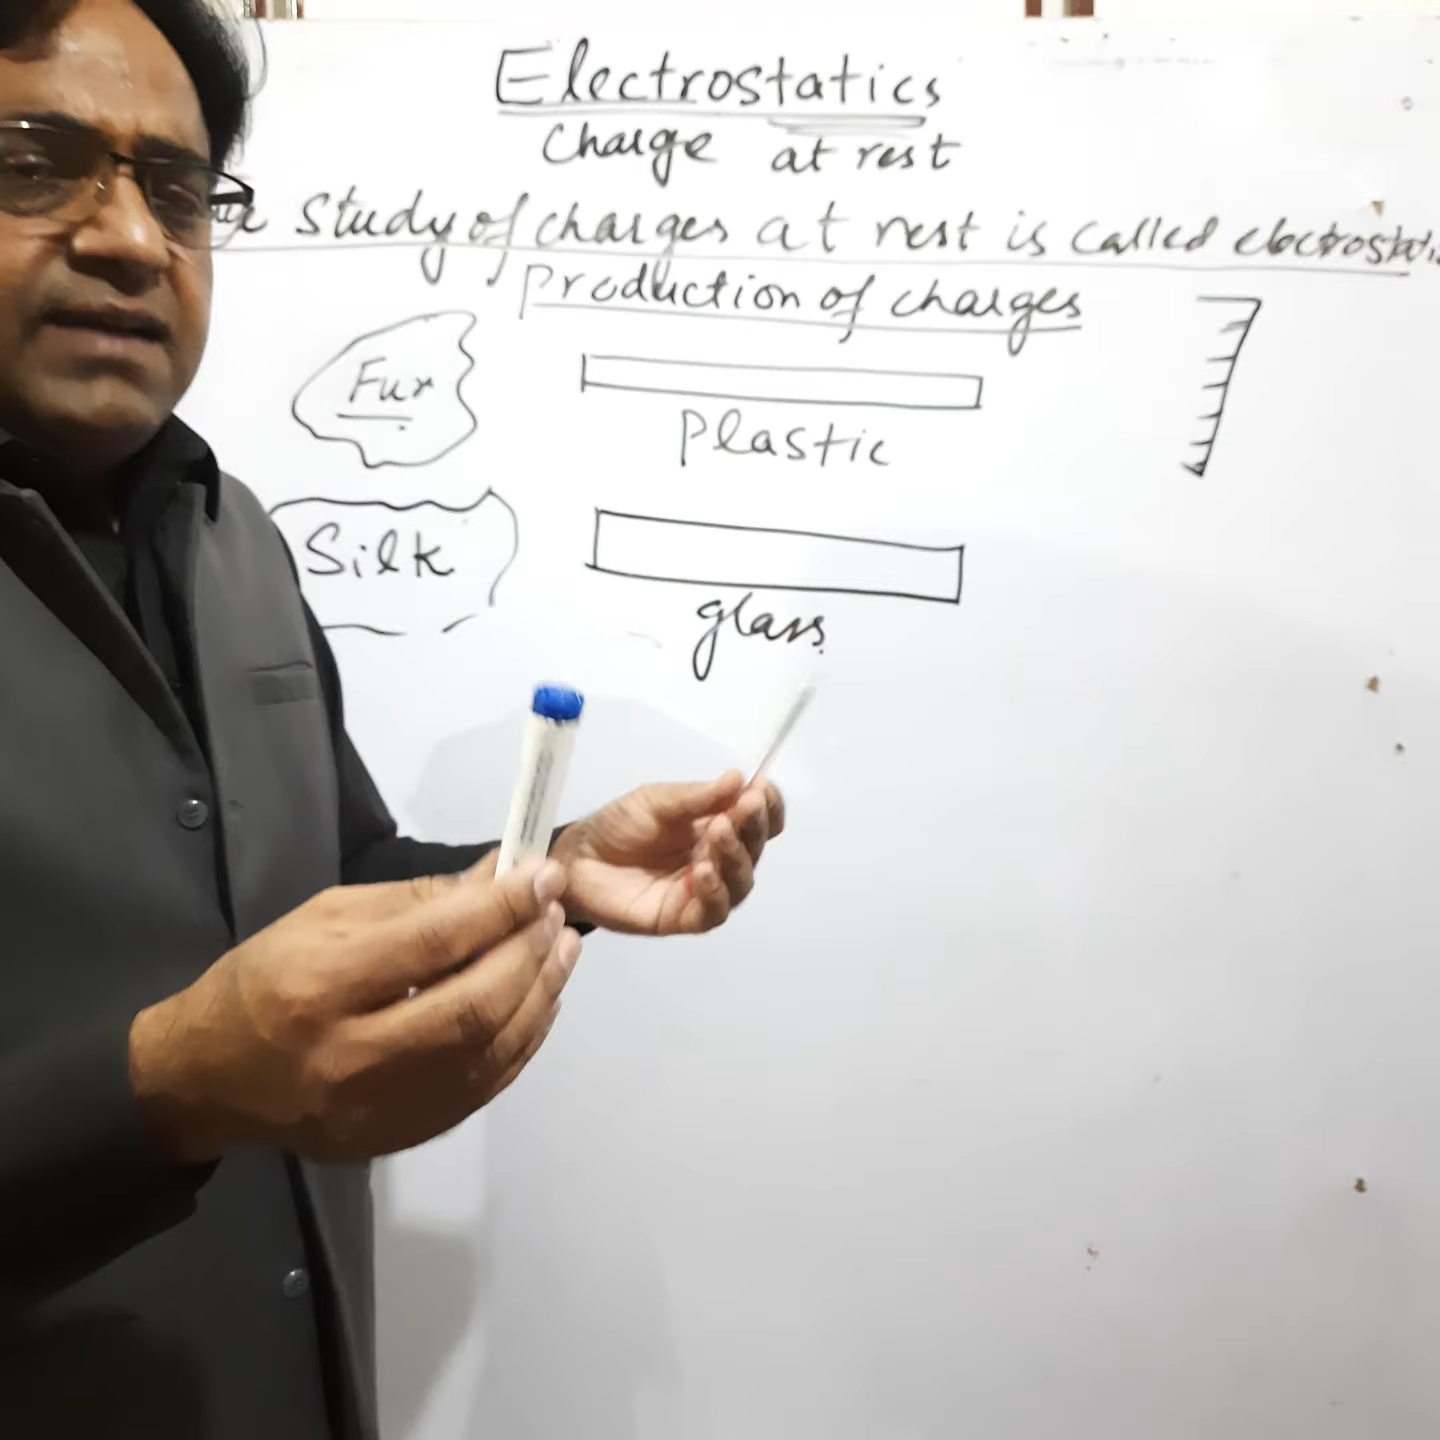 Electrostatics
Charge at rest
study of charges at rest is called
Production of charges
Fur
Plastic
Silk
glass